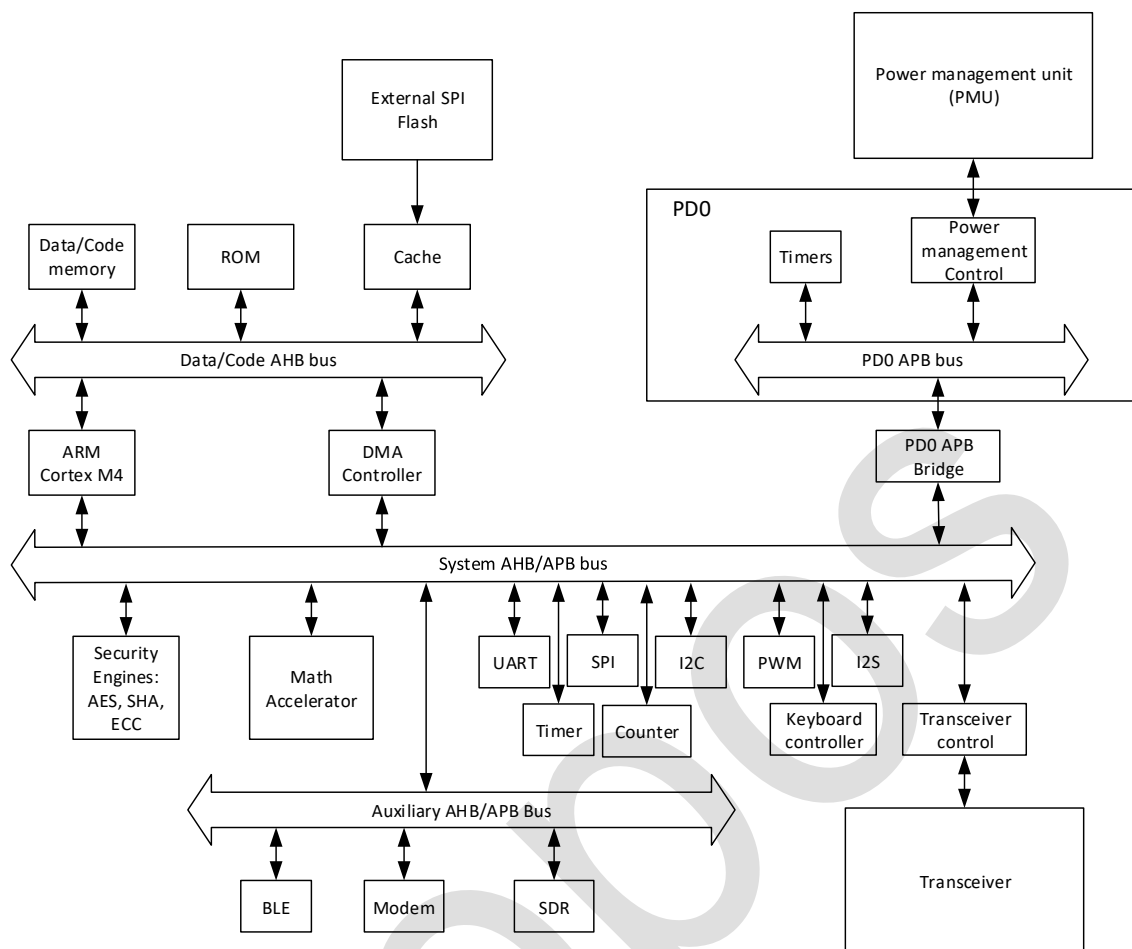 Power management unit
(PMU)
External SPI
Flash
PD0
Data/Code
memory
ROM
Cache
Timers
Power
management
Control
Data/Code AHB bus
PD0 APB bus
ARM
Cortex M4
DMA
Controller
PD0 APB
Bridge
System AHB/APB bus
Security
Engines:
AES, SHA,
ECC
Math
Accelerator
UART
SPI
I2C
PWM
I2S
Timer
Counter
Keyboard
controller
Transceiver
control
Auxiliary AHB/APB Bus
BLE
Modem
SDR
Transceiver